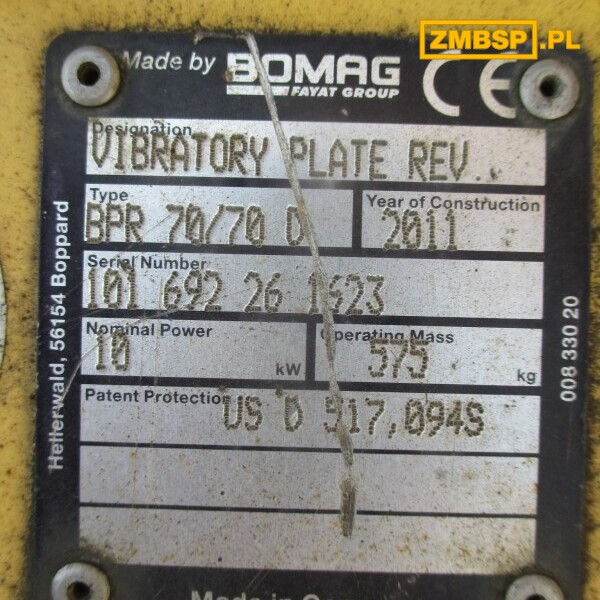 ZMBSP.PL
Made by BOMAG CE
FAYAT GROUP
Designation
VIBRATORY PLATE REV.
Type Year of Construction
BPR 70/70 D 2011
Serial Number
101 692 26 1623
Nominal Power Operating Mass
10 kW 575 kg
Patent Protection US D 517,094S
Hellerwald, 56154 Boppard
008 330 20
Made in